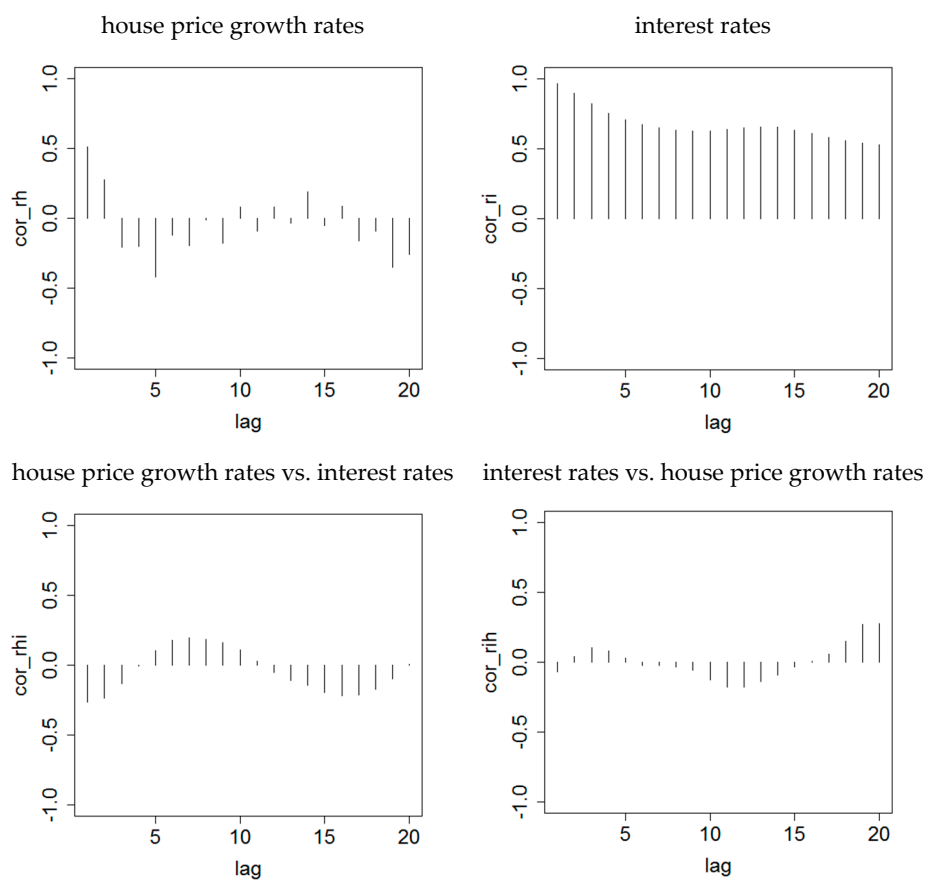 house price growth rates
cor_rh
1.0
0.5
0.0
-0.5
-1.0
5 10 15 20
lag
interest rates
cor_ri
1.0
0.5
0.0
-0.5
-1.0
5 10 15 20
lag
house price growth rates vs. interest rates
cor_rhi
1.0
0.5
0.0
-0.5
-1.0
5 10 15 20
lag
interest rates vs. house price growth rates
cor_rih
1.0
0.5
0.0
-0.5
-1.0
5 10 15 20
lag